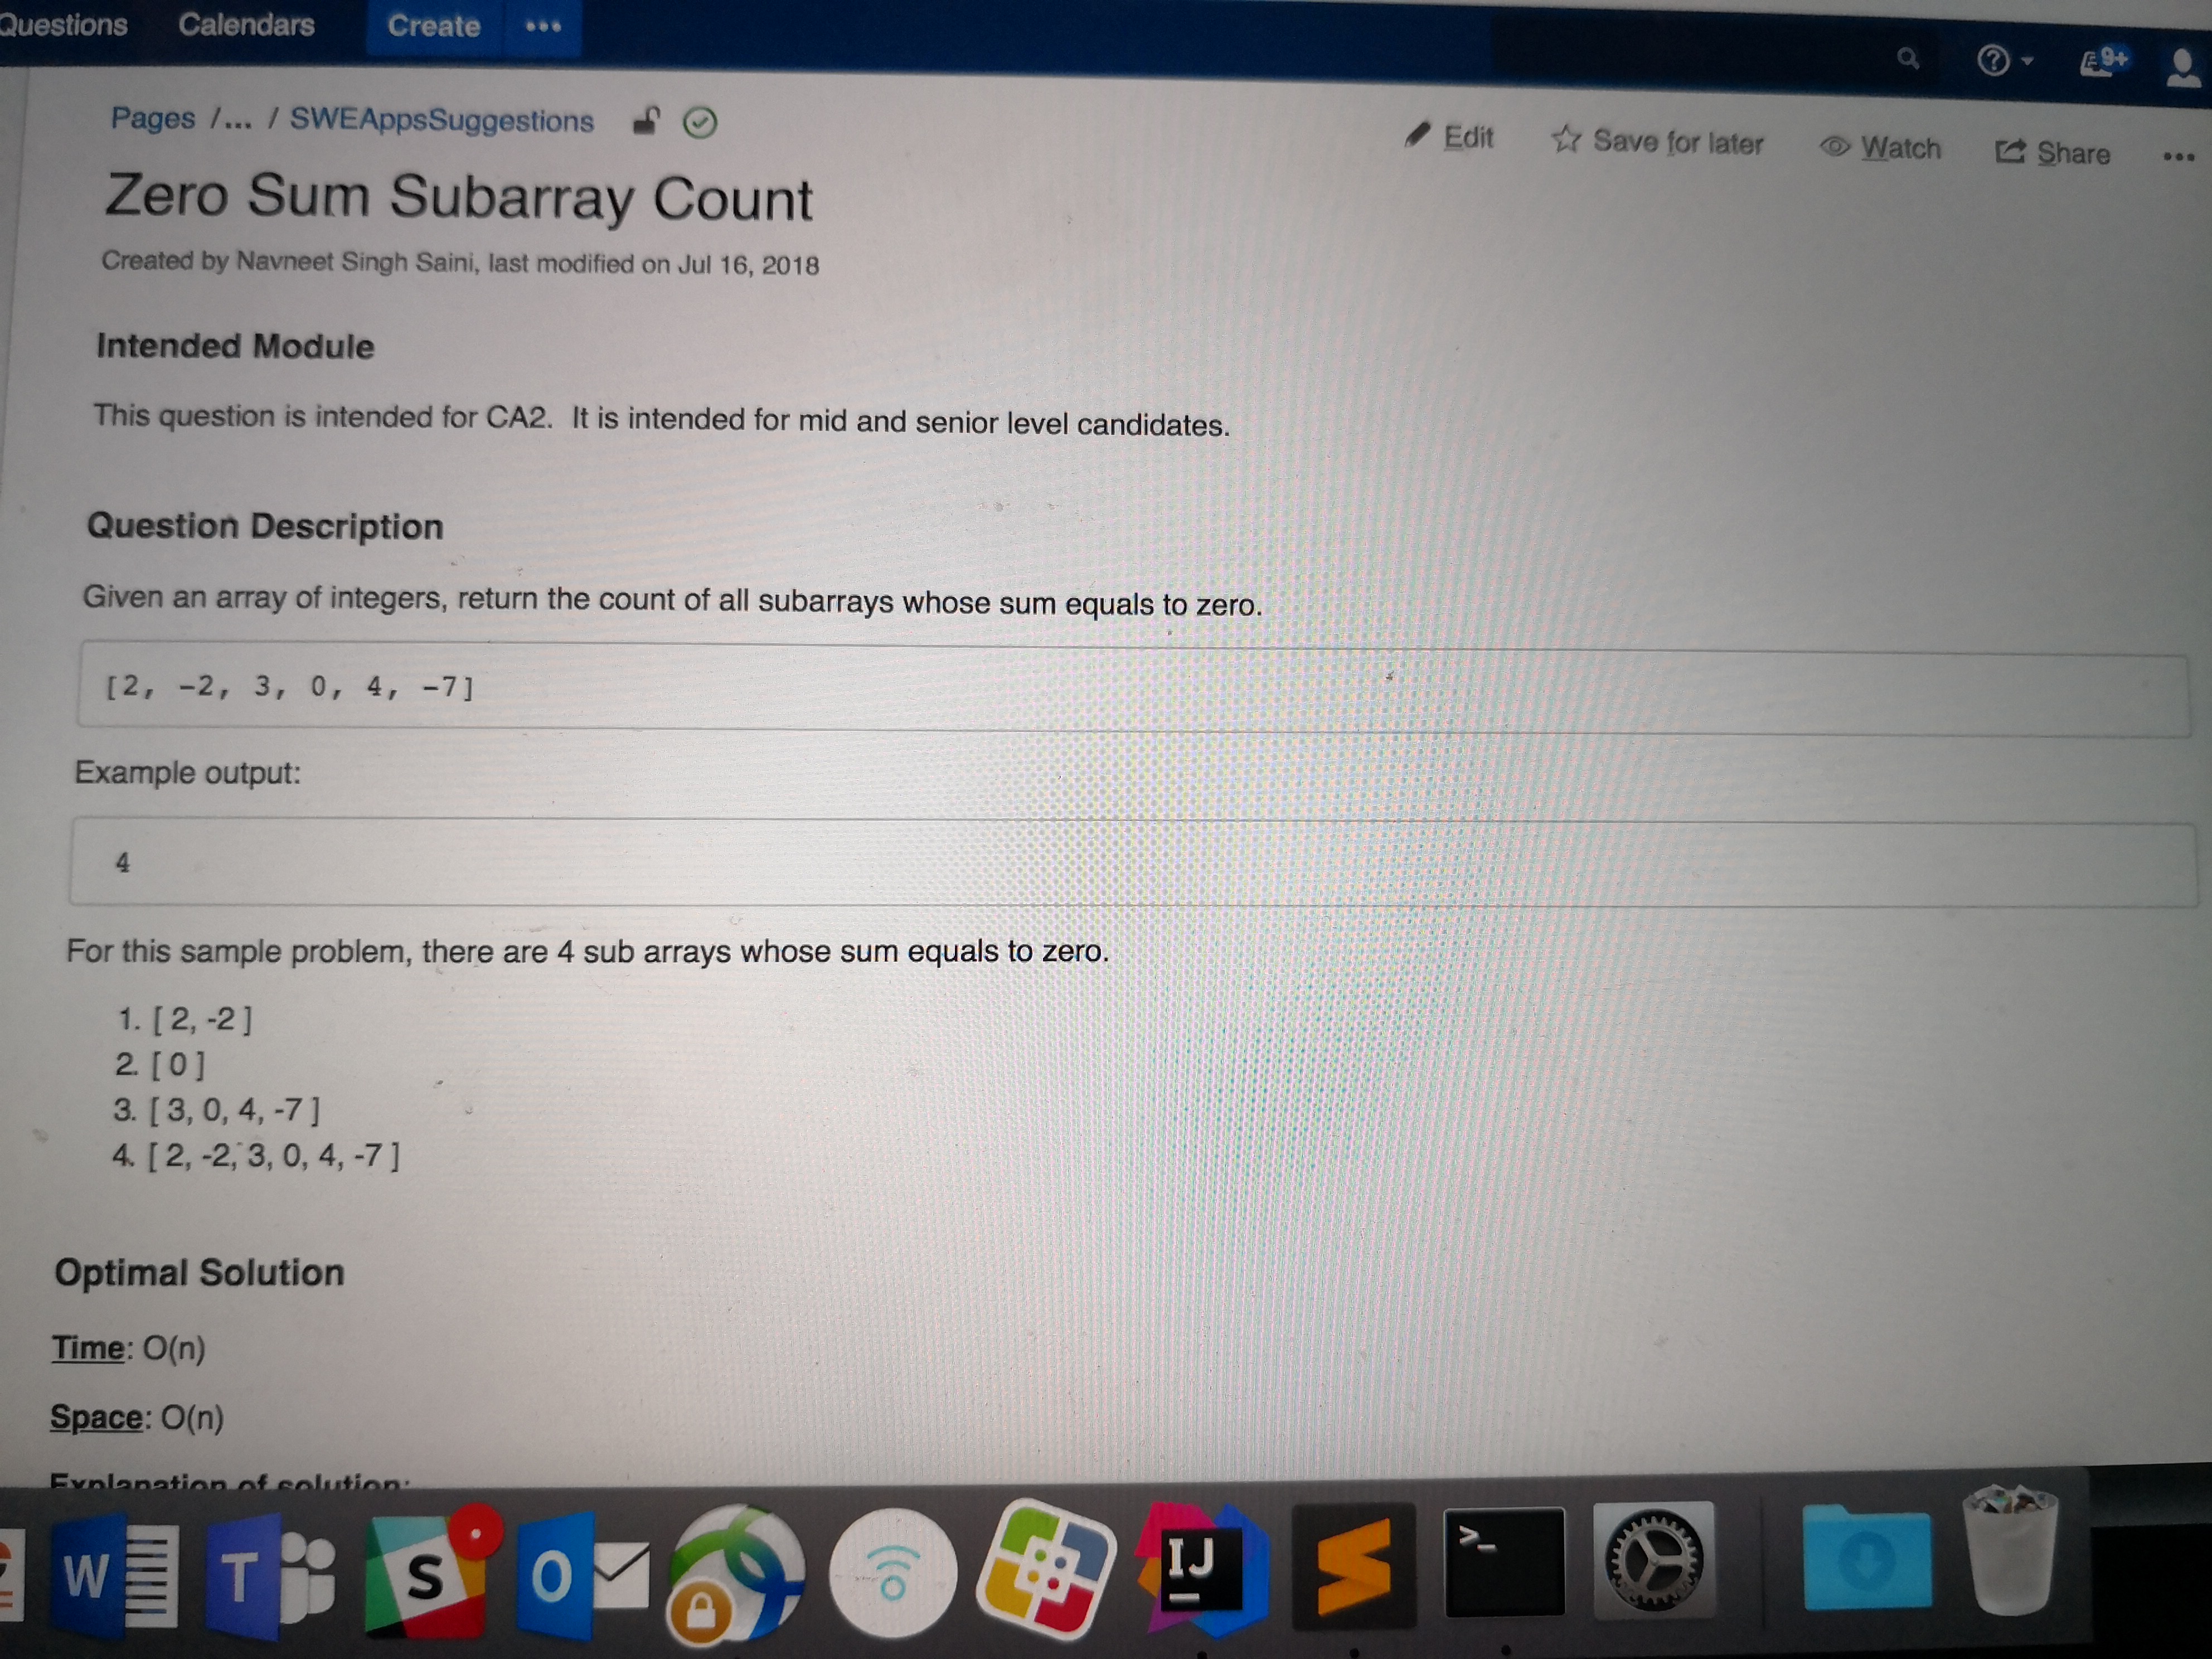 Questions Calendars Create •••
9+
Pages /... / SWEAppsSuggestions
Edit Save for later Watch Share •••
Zero Sum Subarray Count
Created by Navneet Singh Saini, last modified on Jul 16, 2018
Intended Module
This question is intended for CA2. It is intended for mid and senior level candidates.
Question Description
Given an array of integers, return the count of all subarrays whose sum equals to zero.
[2, -2, 3, 0, 4, -7]
Example output:
4
For this sample problem, there are 4 sub arrays whose sum equals to zero.
1. [ 2, -2 ]
2. [ 0 ]
3. [ 3, 0, 4, -7 ]
4. [ 2, -2, 3, 0, 4, -7 ]
Optimal Solution
Time: O(n)
Space: O(n)
Explanation of solution:
W T S O IJ >_